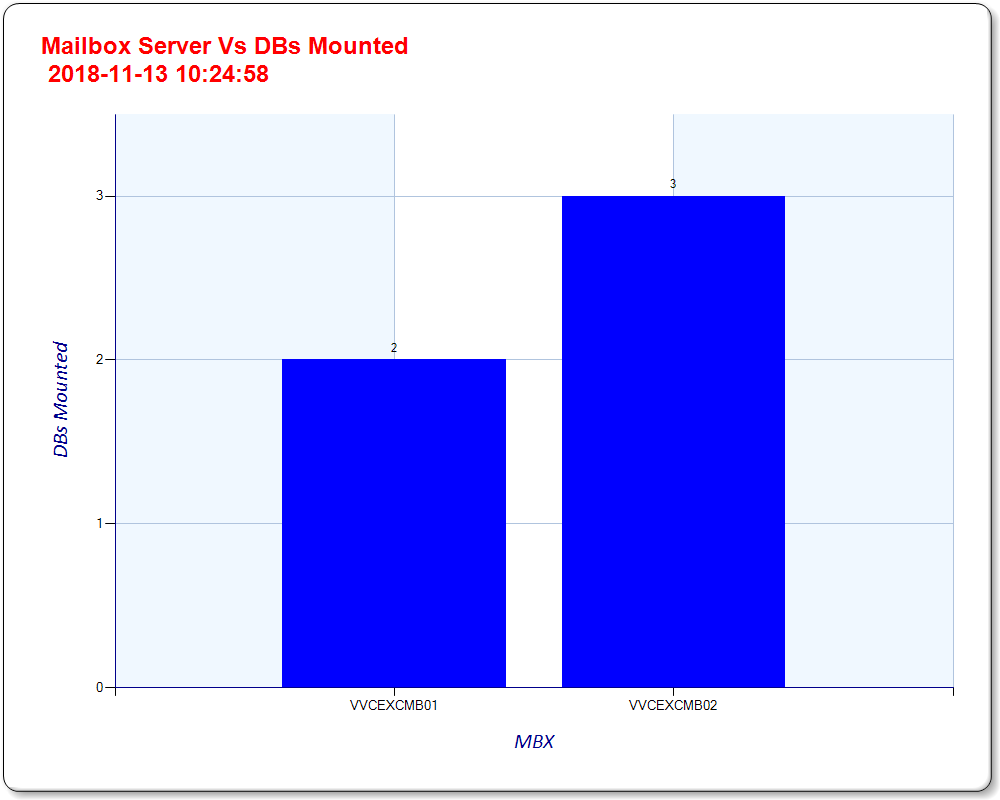 Mailbox Server Vs DBs Mounted
2018-11-13 10:24:58
3
2
1
0
DBs Mounted
2
3
VVCEXCMB01
VVCEXCMB02
MBX